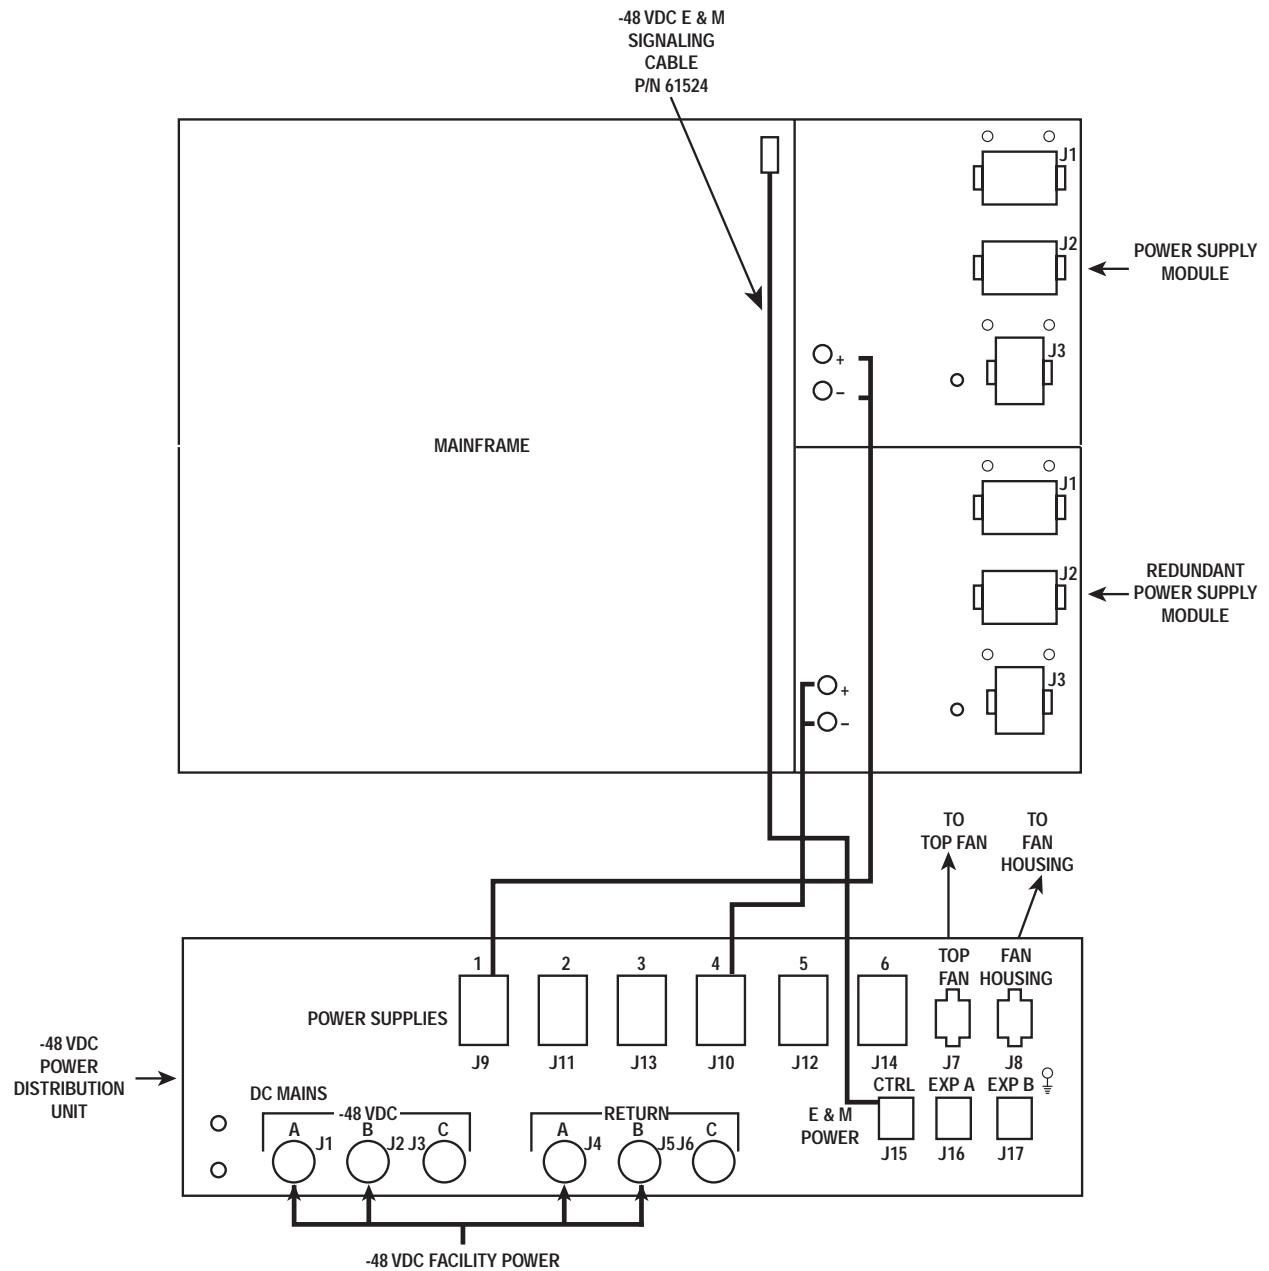 -48 VDC E & M
SIGNALING
CABLE
P/N 61524
J1
J2
POWER SUPPLY
MODULE
J3
+
–
MAINFRAME
J1
J2
REDUNDANT
POWER SUPPLY
MODULE
J3
+
–
TO
TOP FAN
TO
FAN
HOUSING
1 2 3 4 5 6
TOP
FAN
FAN
HOUSING
POWER SUPPLIES
J9 J11 J13 J10 J12 J14 J7 J8
-48 VDC
POWER
DISTRIBUTION
UNIT
CTRL EXP A EXP B
E & M
POWER
J15 J16 J17
DC MAINS
-48 VDC
A J1 B J2 J3 C
RETURN
A J4 B J5 J6 C
-48 VDC FACILITY POWER